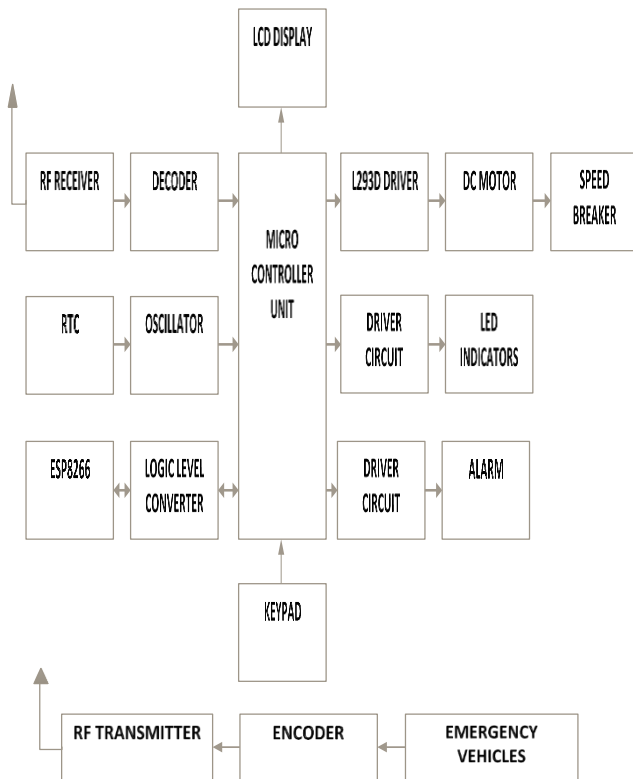 LCD DISPLAY
RF RECEIVER
DECODER
MICRO
CONTROLLER
UNIT
L293D DRIVER
DC MOTOR
SPEED
BREAKER
RTC
OSCILLATOR
DRIVER
CIRCUIT
LED
INDICATORS
ESP8266
LOGIC LEVEL
CONVERTER
DRIVER
CIRCUIT
ALARM
KEYPAD
RF TRANSMITTER
ENCODER
EMERGENCY
VEHICLES